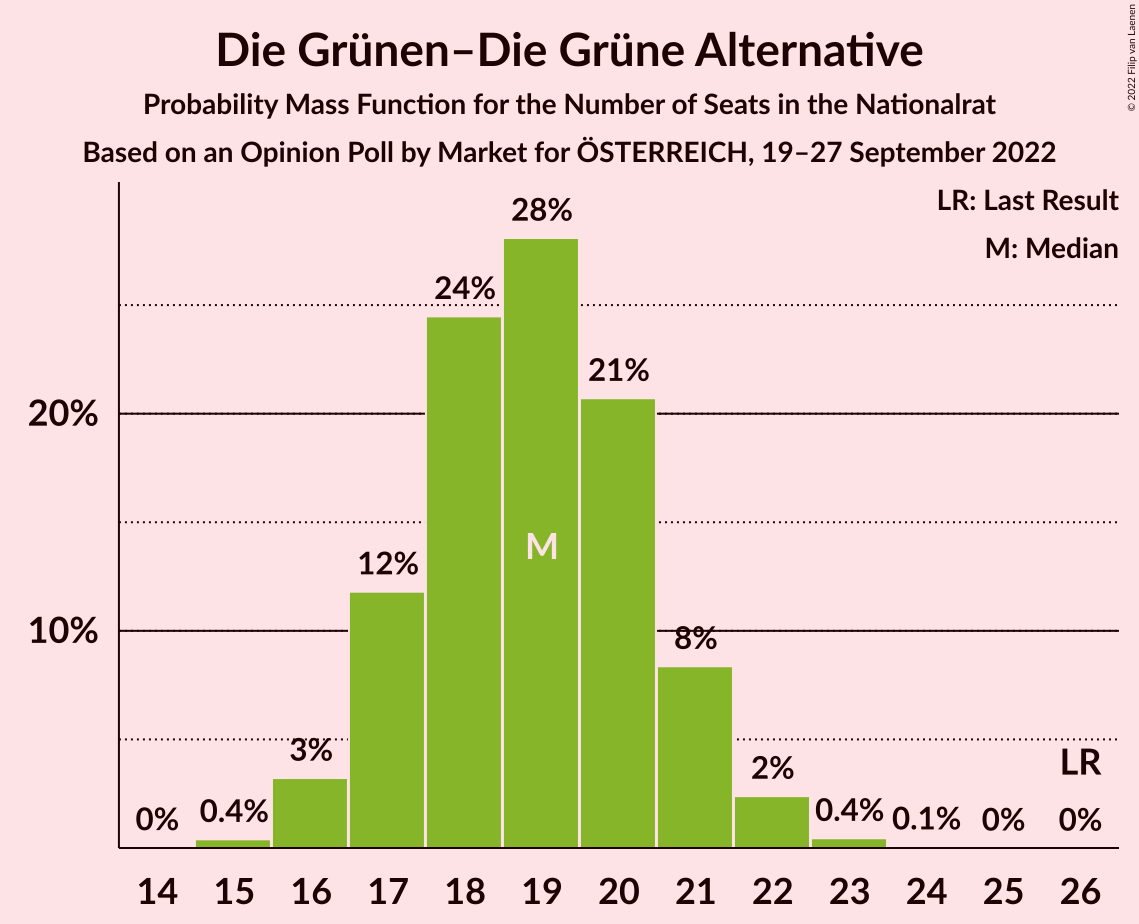 Die Grünen–Die Grüne Alternative
Probability Mass Function for the Number of Seats in the Nationalrat
Based on an Opinion Poll by Market for ÖSTERREICH, 19–27 September 2022
© 2022 Filip van Laenen
LR: Last Result
M: Median
28%
24%
21%
20%
M
12%
10%
8%
3%
LR
2%
0%
0.4%
0.4%
0.1%
0%
0%
14 15 16 17 18 19 20 21 22 23 24 25 26